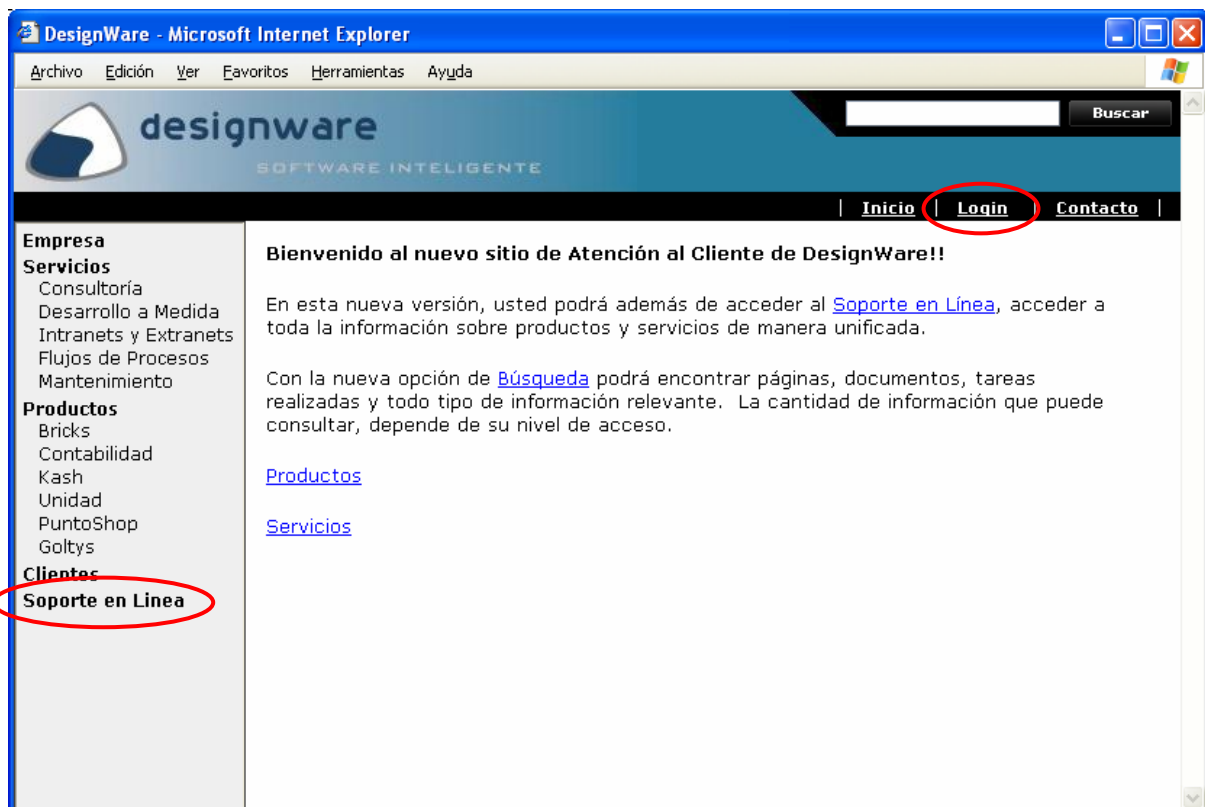 DesignWare - Microsoft Internet Explorer
Archivo Edición Ver Favoritos Herramientas Ayuda
designware
SOFTWARE INTELIGENTE
Buscar
| Inicio | Login | Contacto |
Empresa
Servicios
Consultoría
Desarrollo a Medida
Intranets y Extranets
Flujos de Procesos
Mantenimiento
Productos
Bricks
Contabilidad
Kash
Unidad
PuntoShop
Goltys
Clientes
Soporte en Linea
Bienvenido al nuevo sitio de Atención al Cliente de DesignWare!!
En esta nueva versión, usted podrá además de acceder al Soporte en Línea, acceder a
toda la información sobre productos y servicios de manera unificada.
Con la nueva opción de Búsqueda podrá encontrar páginas, documentos, tareas
realizadas y todo tipo de información relevante. La cantidad de información que puede
consultar, depende de su nivel de acceso.
Productos
Servicios